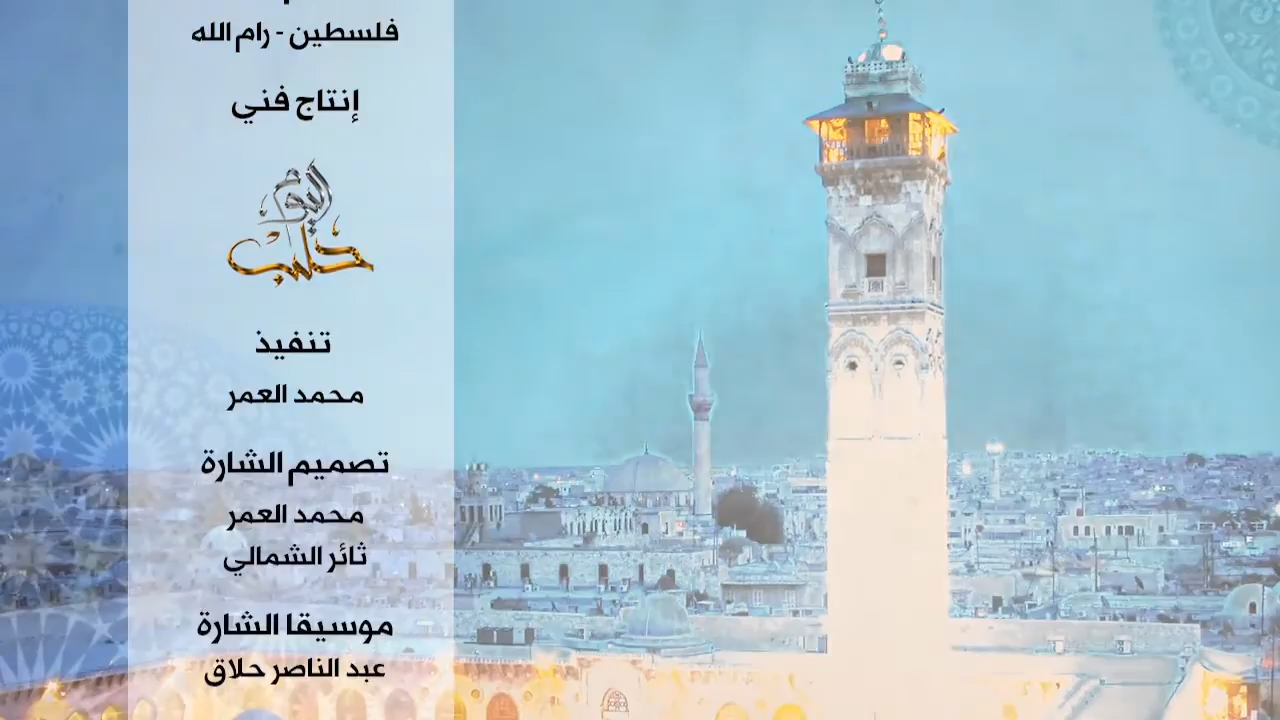 فلسطين - رام الله
إنتاج فني
حلب اليوم
تنفيذ
محمد العمر
تصميم الشارة
محمد العمر
ثائر الشمالي
موسيقا الشارة
عبد الناصر حلاق